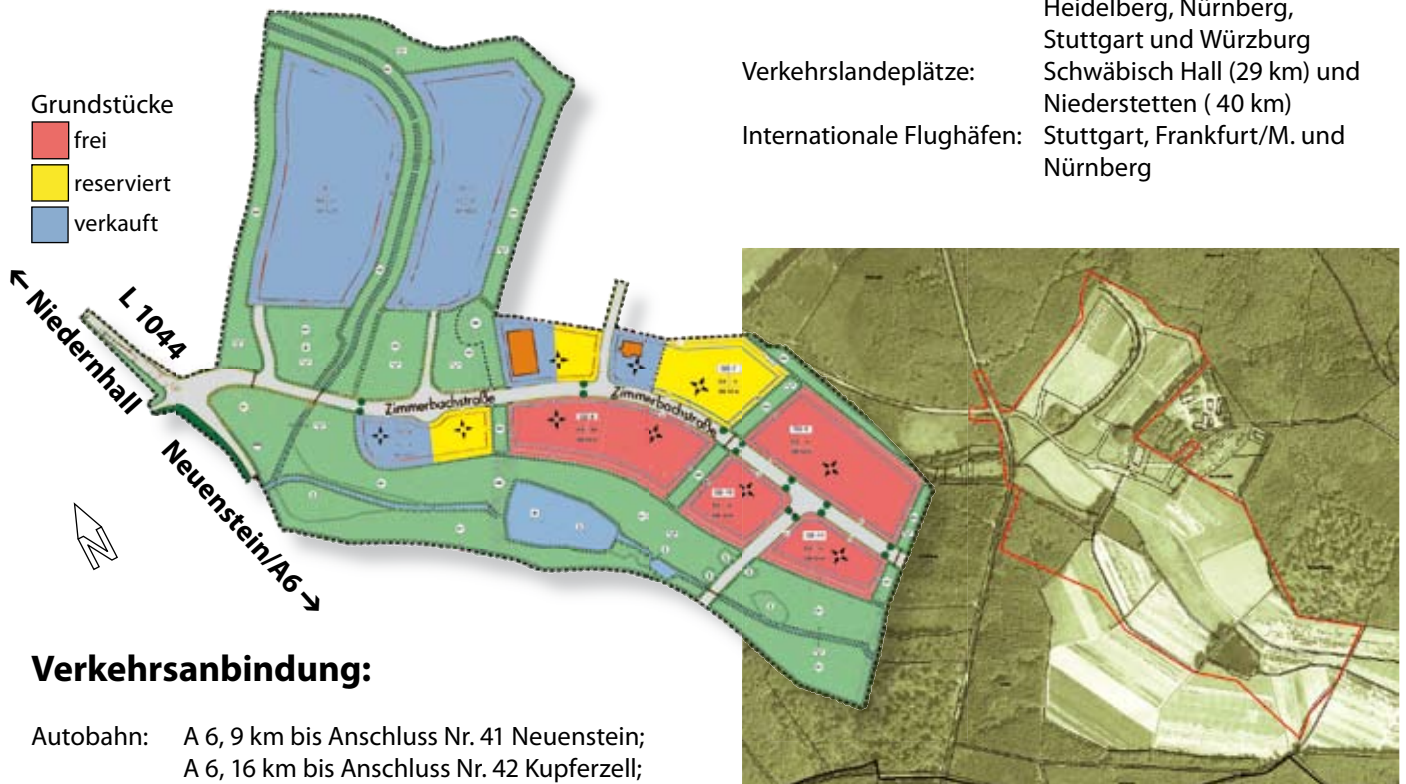 Heidelberg, Nürnberg,
Stuttgart und Würzburg
Verkehrslandeplätze: Schwäbisch Hall (29 km) und
Niederstetten ( 40 km)
Internationale Flughäfen: Stuttgart, Frankfurt/M. und
Nürnberg
Grundstücke
frei
reserviert
verkauft
← Niedernhall
L 1044
Neuenstein/A6 →
Zimmerbachstraße
Zimmerbachstraße
N
Verkehrsanbindung:
Autobahn: A 6, 9 km bis Anschluss Nr. 41 Neuenstein;
A 6, 16 km bis Anschluss Nr. 42 Kupferzell;